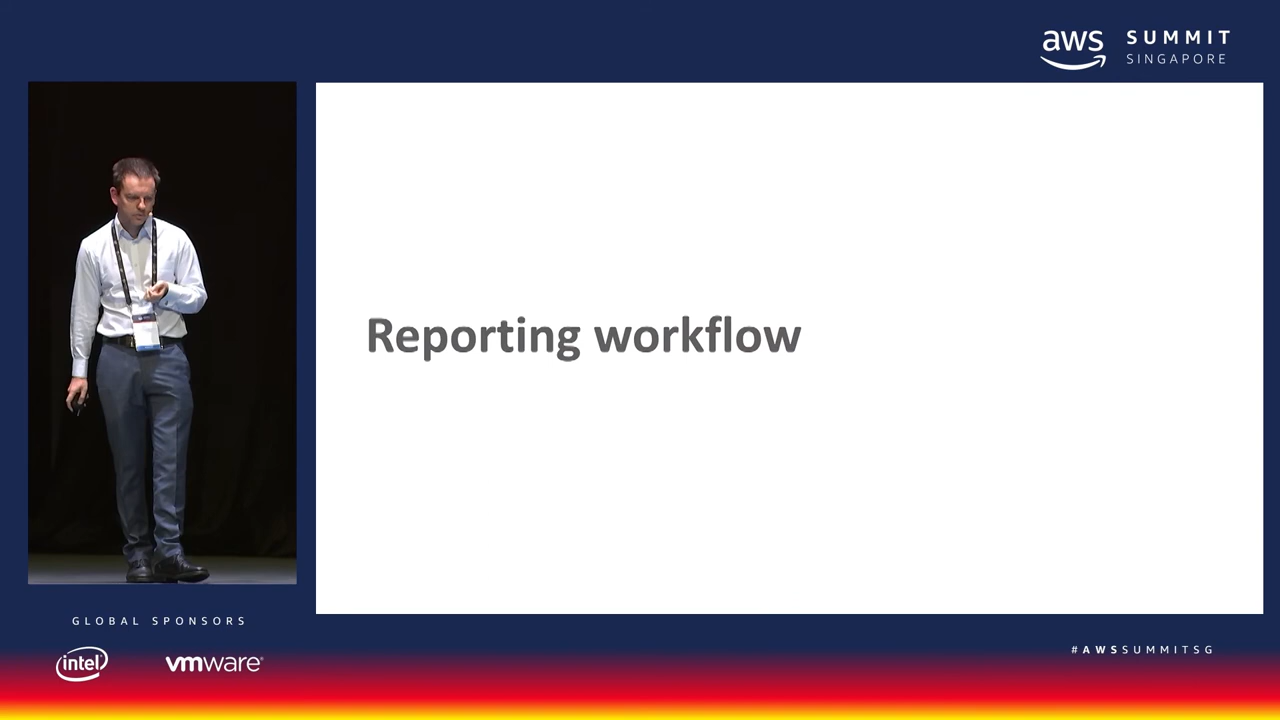 aws SUMMIT
SINGAPORE
Reporting workflow
GLOBAL SPONSORS
intel
vmware
#AWSSUMMITSG